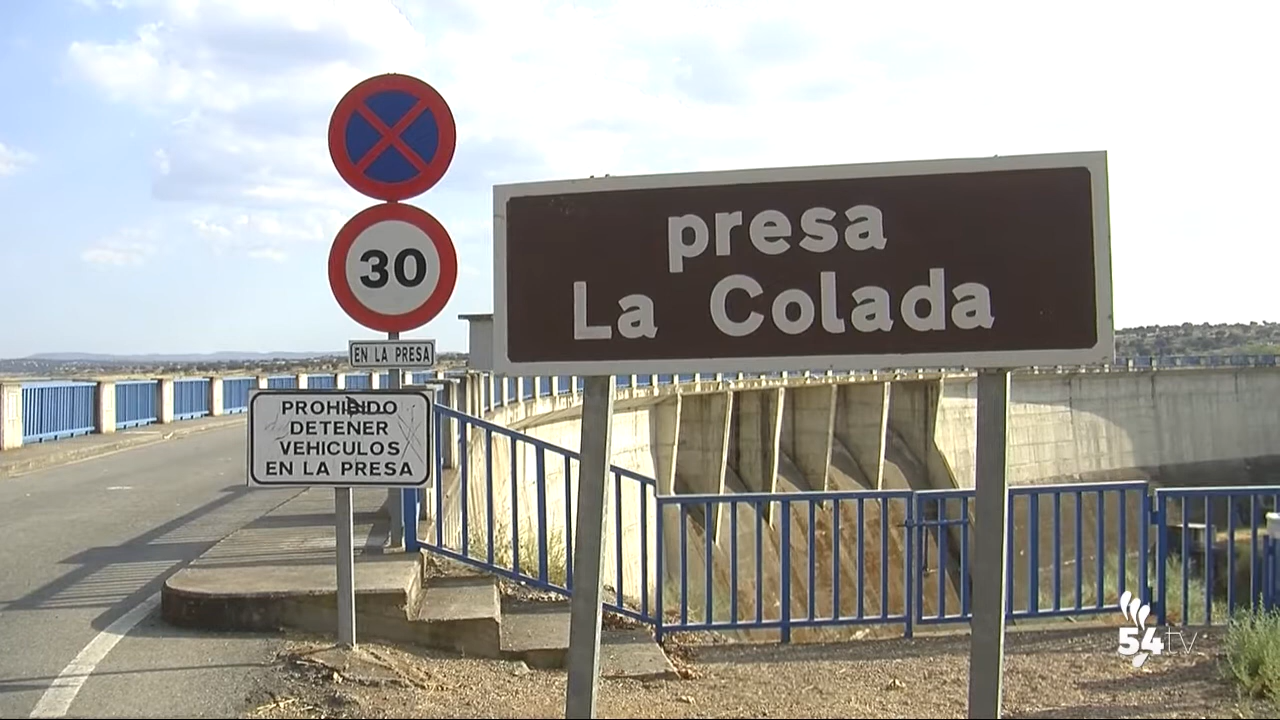 30
EN LA PRESA
PROHIBIDO
DETENER
VEHICULOS
EN LA PRESA
presa
La Colada
54tv